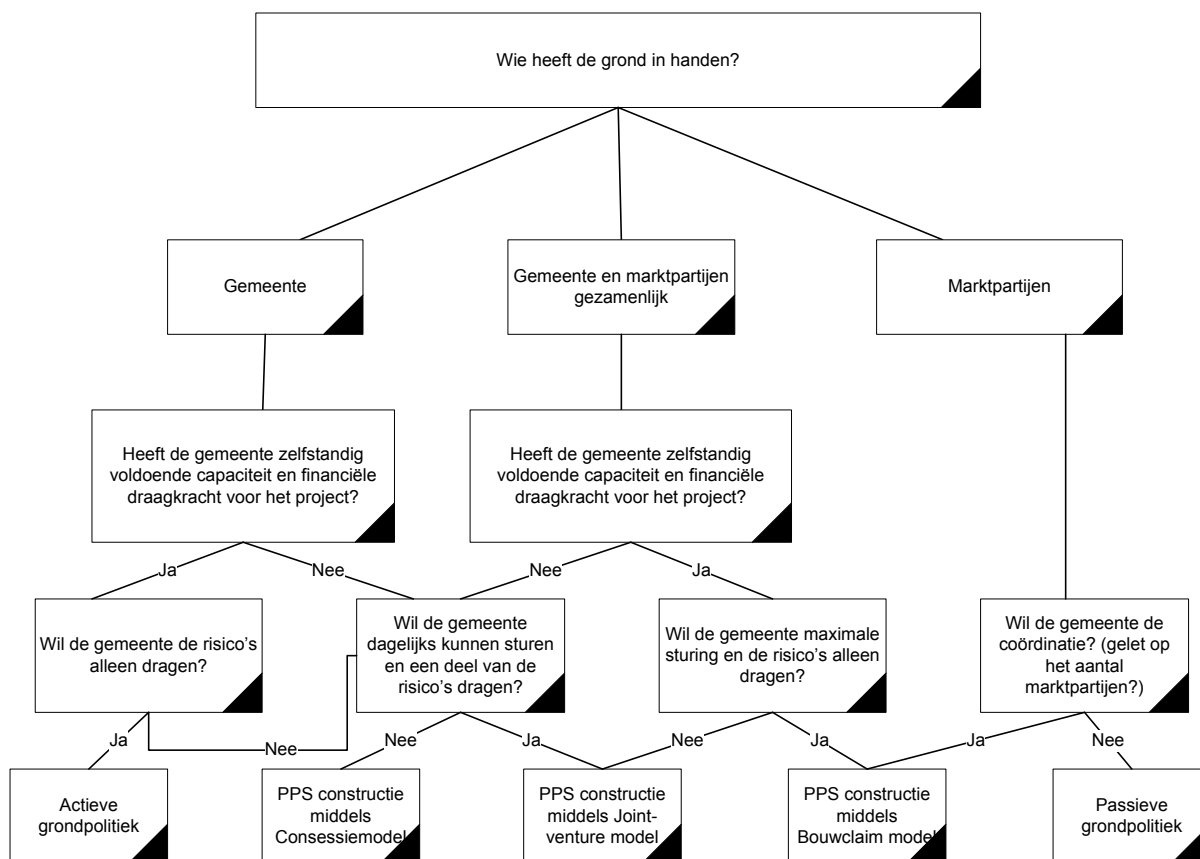 Wie heeft de grond in handen?
Gemeente
Gemeente en marktpartijen
gezamenlijk
Marktpartijen
Heeft de gemeente zelfstandig
voldoende capaciteit en financiële
draagkracht voor het project?
Heeft de gemeente zelfstandig
voldoende capaciteit en financiële
draagkracht voor het project?
Ja
Nee
Nee
Ja
Wil de gemeente de risico's
alleen dragen?
Wil de gemeente
dagelijks kunnen sturen
en een deel van de
risico's dragen?
Wil de gemeente maximale
sturing en de risico's alleen
dragen?
Wil de gemeente de
coördinatie? (gelet op
het aantal
marktpartijen?)
Ja
Nee
Nee
Ja
Nee
Ja
Ja
Nee
Actieve
grondpolitiek
PPS constructie
middels
Consessiemodel
PPS constructie
middels Joint-
venture model
PPS constructie
middels
Bouwclaim model
Passieve
grondpolitiek